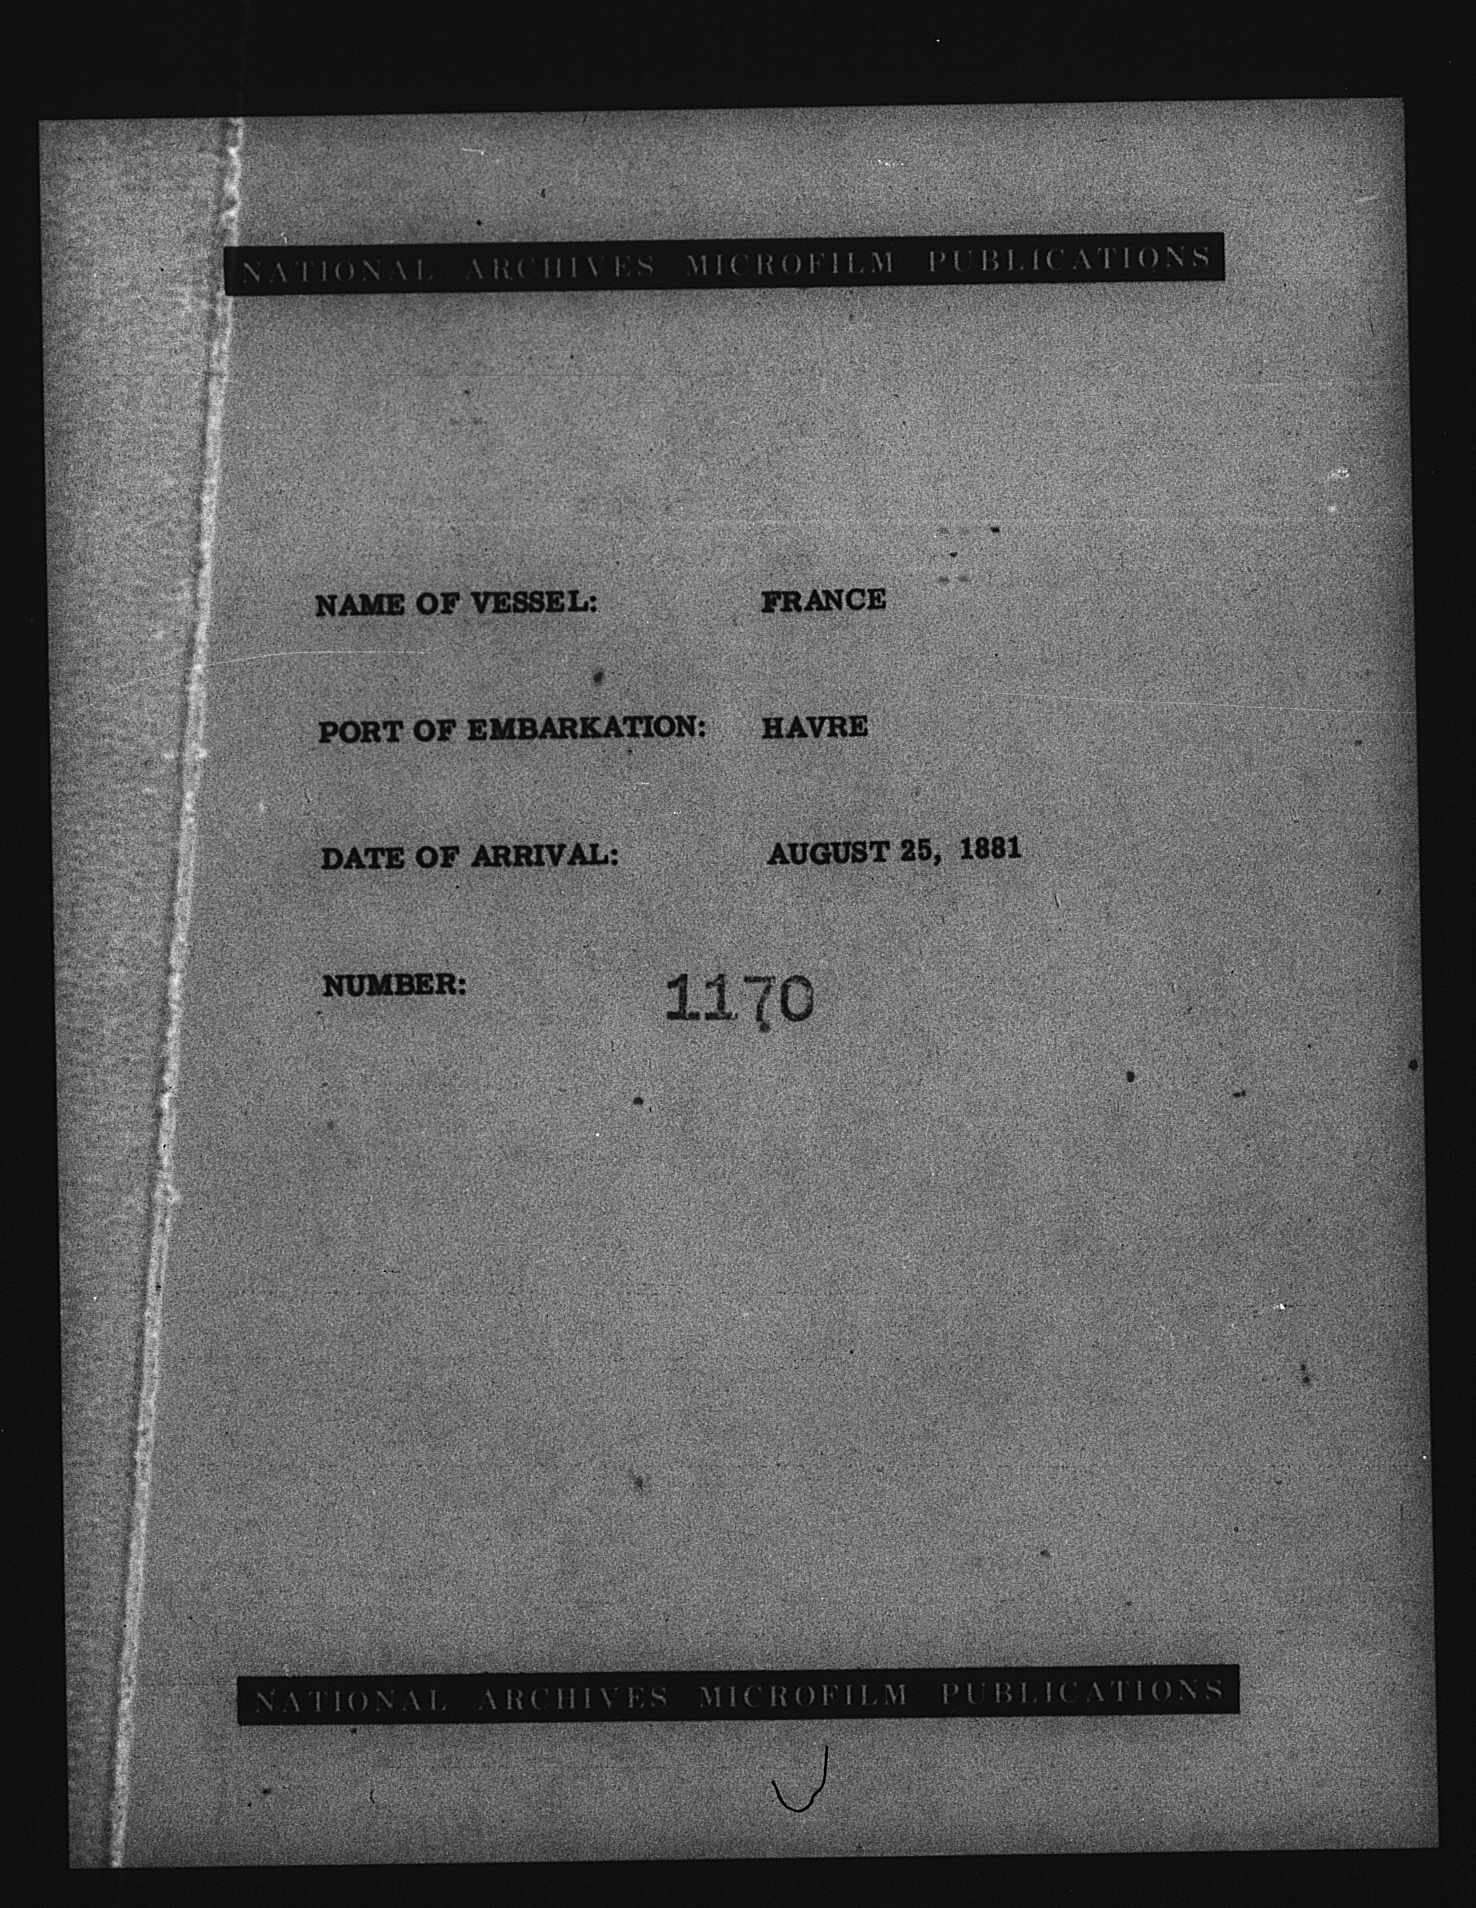 NATIONAL ARCHIVES MICROFILM PUBLICATIONS
NAME OF VESSEL: FRANCE
PORT OF EMBARKATION: HAVRE
DATE OF ARRIVAL: AUGUST 25, 1881
NUMBER: 1170
NATIONAL ARCHIVES MICROFILM PUBLICATIONS